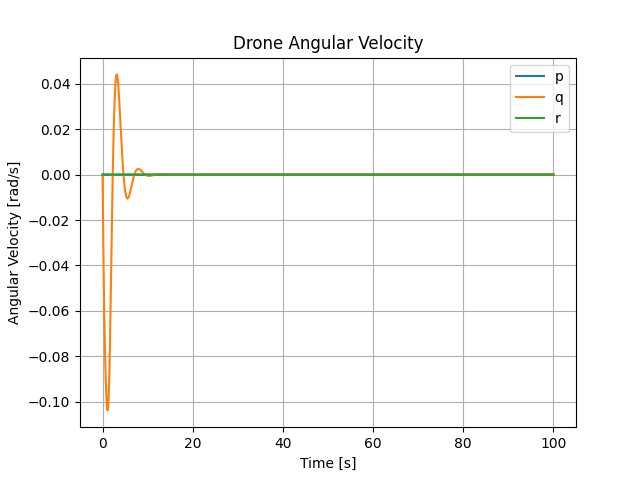 Drone Angular Velocity
p
q
r
0.04
0.02
0.00
−0.02
−0.04
−0.06
−0.08
−0.10
Angular Velocity [rad/s]
0
20
40
60
80
100
Time [s]